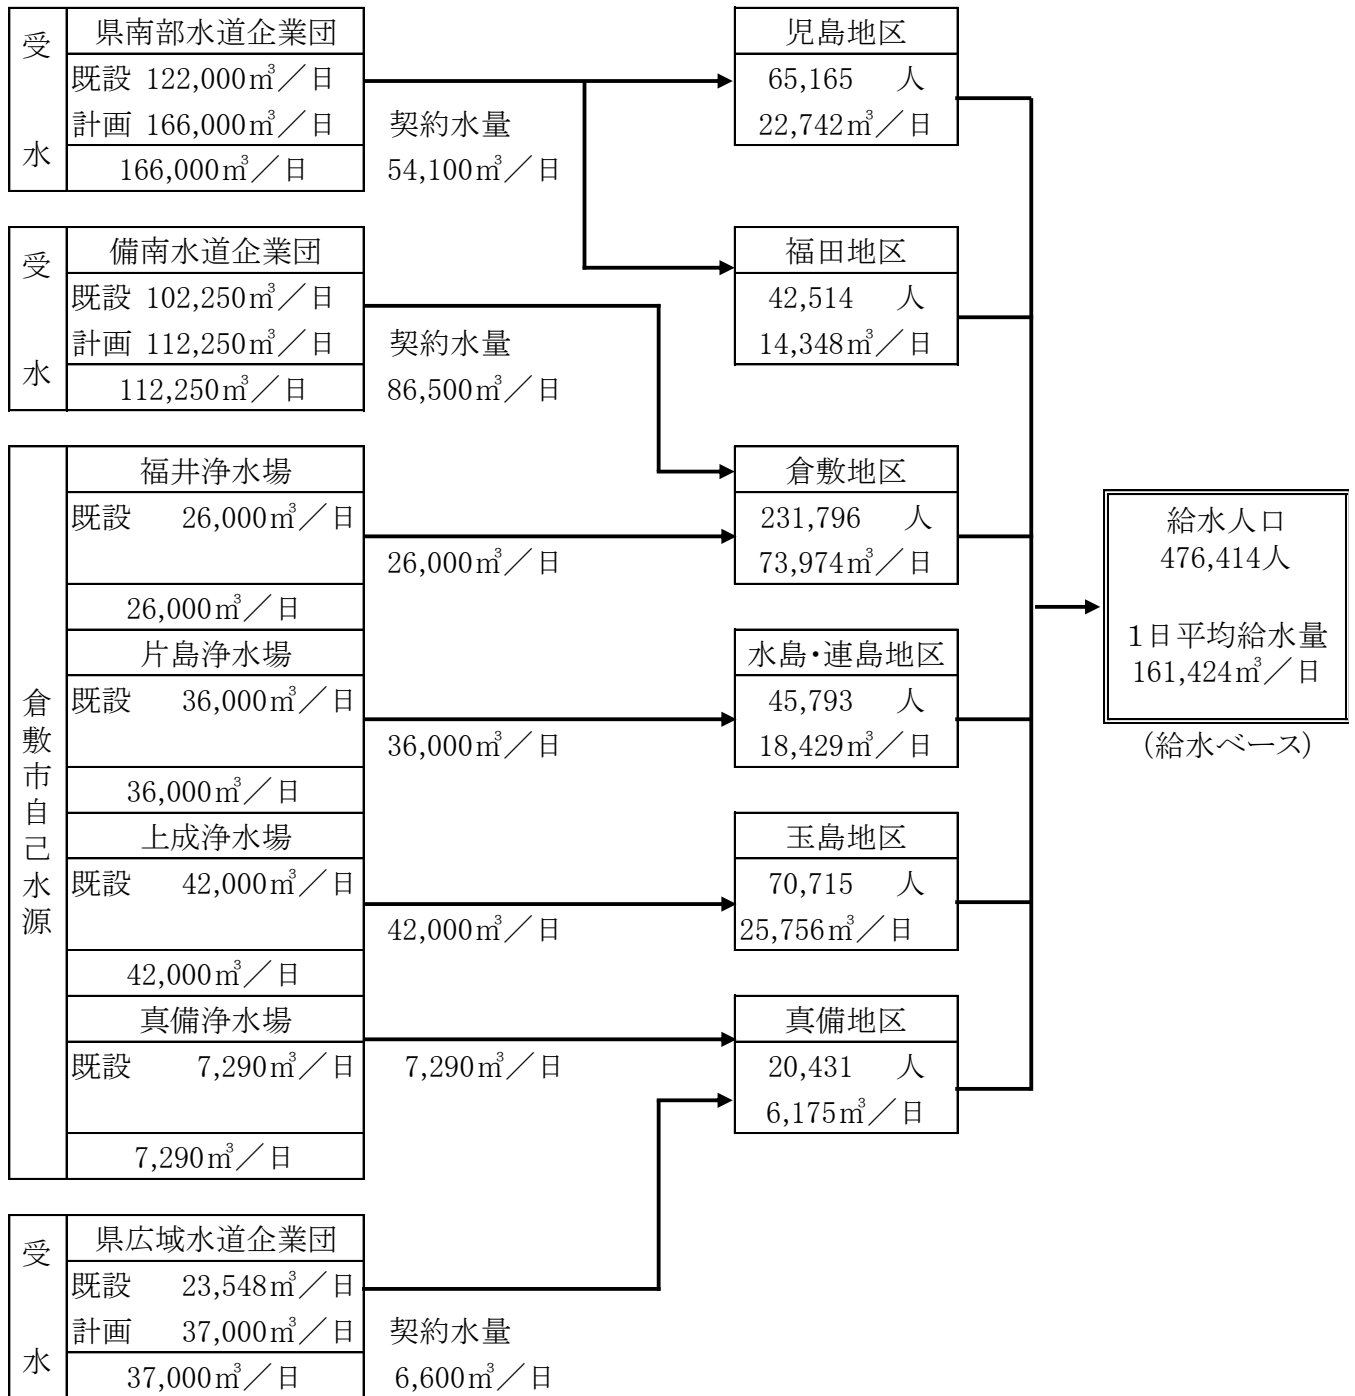 受水
県南部水道企業団
既設 122,000㎥／日
計画 166,000㎥／日
166,000㎥／日
契約水量
54,100㎥／日
児島地区
65,165 人
22,742㎥／日
受水
備南水道企業団
既設 102,250㎥／日
計画 112,250㎥／日
112,250㎥／日
契約水量
86,500㎥／日
福田地区
42,514 人
14,348㎥／日
倉敷市自己水源
福井浄水場
既設 26,000㎥／日
26,000㎥／日
26,000㎥／日
倉敷地区
231,796 人
73,974㎥／日
片島浄水場
既設 36,000㎥／日
36,000㎥／日
36,000㎥／日
水島・連島地区
45,793 人
18,429㎥／日
上成浄水場
既設 42,000㎥／日
42,000㎥／日
42,000㎥／日
玉島地区
70,715 人
25,756㎥／日
真備浄水場
既設 7,290㎥／日
7,290㎥／日
7,290㎥／日
真備地区
20,431 人
6,175㎥／日
受水
県広域水道企業団
既設 23,548㎥／日
計画 37,000㎥／日
37,000㎥／日
契約水量
6,600㎥／日
給水人口
476,414人
1日平均給水量
161,424㎥／日
(給水ベース)